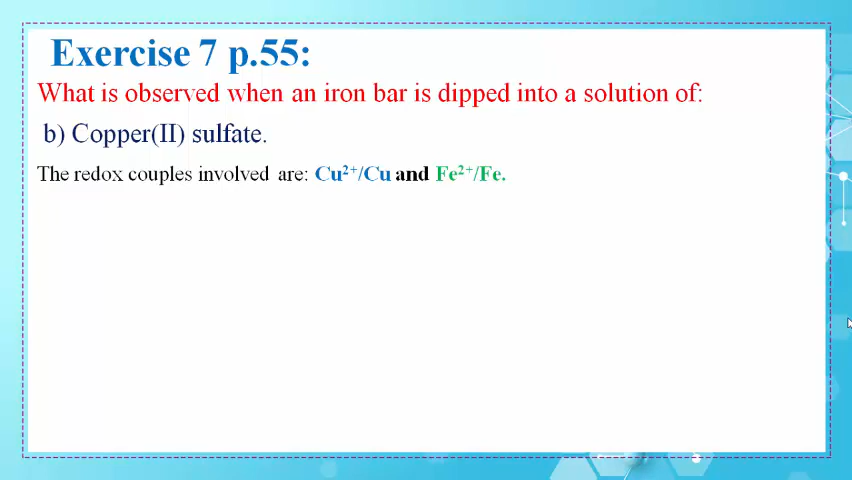 Exercise 7 p.55:
What is observed when an iron bar is dipped into a solution of:
b) Copper(II) sulfate.
The redox couples involved are: Cu²⁺/Cu and Fe²⁺/Fe.